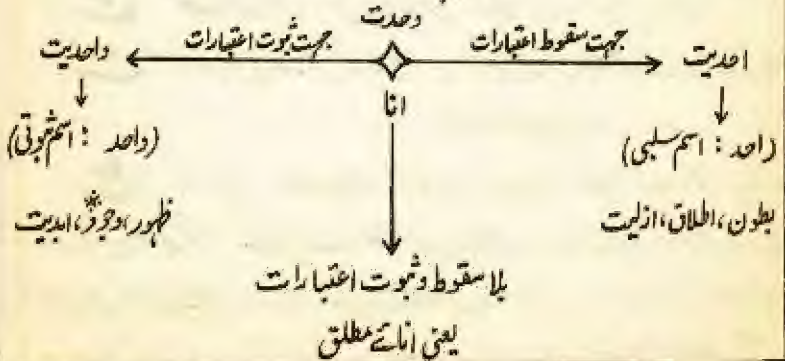 وحدت
احدیت جہت سقوط اعتبارات جہت ثبوت اعتبارات واحدیت
انا
(احد : اسم سلبی) (واحد : اسم ثبوتی)
بطون، اطلاق، ازلیت ظہور، وجود، ابدیت
بلا سقوط و ثبوت اعتبارات
یعنی انائے مطلق